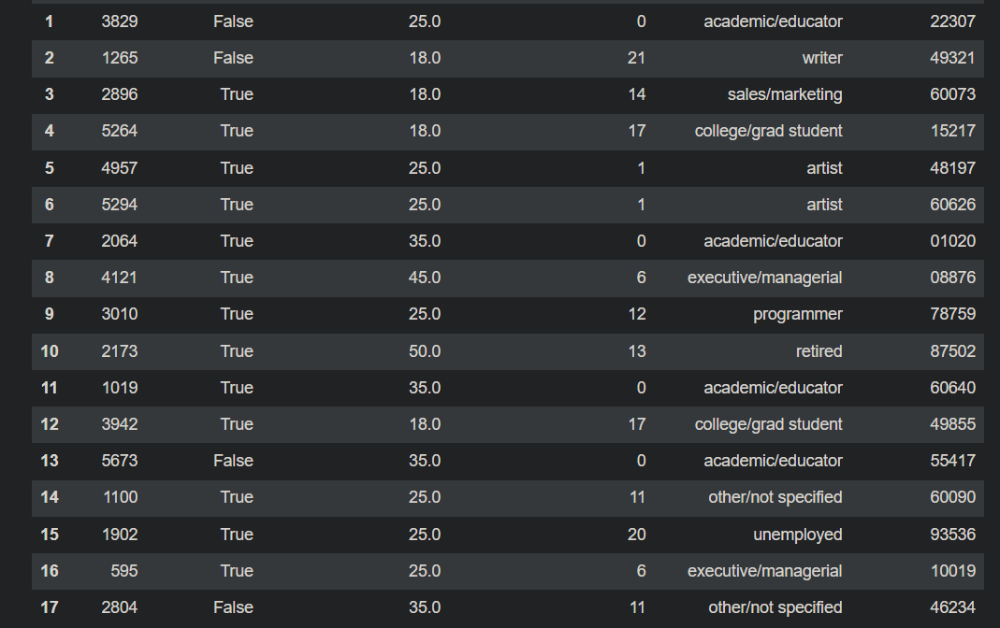 1 3829 False 25.0 0 academic/educator 22307
2 1265 False 18.0 21 writer 49321
3 2896 True 18.0 14 sales/marketing 60073
4 5264 True 18.0 17 college/grad student 15217
5 4957 True 25.0 1 artist 48197
6 5294 True 25.0 1 artist 60626
7 2064 True 35.0 0 academic/educator 01020
8 4121 True 45.0 6 executive/managerial 08876
9 3010 True 25.0 12 programmer 78759
10 2173 True 50.0 13 retired 87502
11 1019 True 35.0 0 academic/educator 60640
12 3942 True 18.0 17 college/grad student 49855
13 5673 False 35.0 0 academic/educator 55417
14 1100 True 25.0 11 other/not specified 60090
15 1902 True 25.0 20 unemployed 93536
16 595 True 25.0 6 executive/managerial 10019
17 2804 False 35.0 11 other/not specified 46234